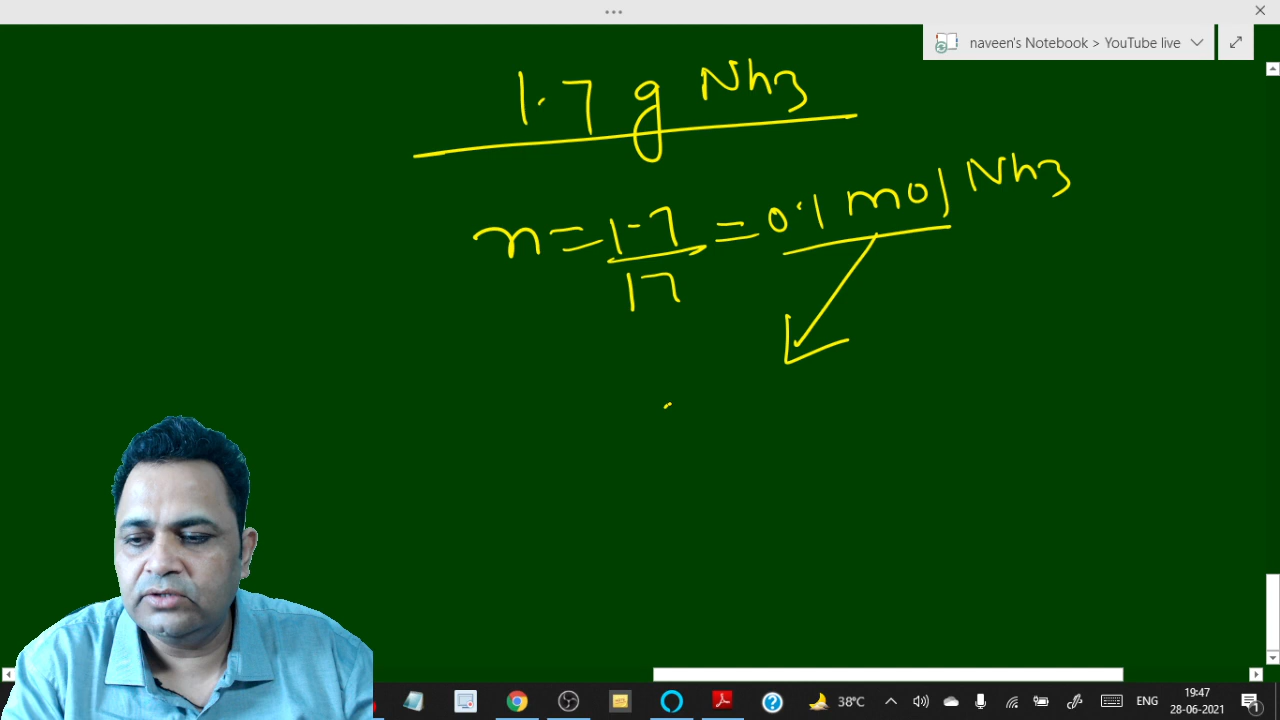 naveen's Notebook > YouTube live
1.7 g Nh3
n = 1.7 / 17 = 0.1 mol Nh3
38°C
ENG
19:47
28-06-2021
1